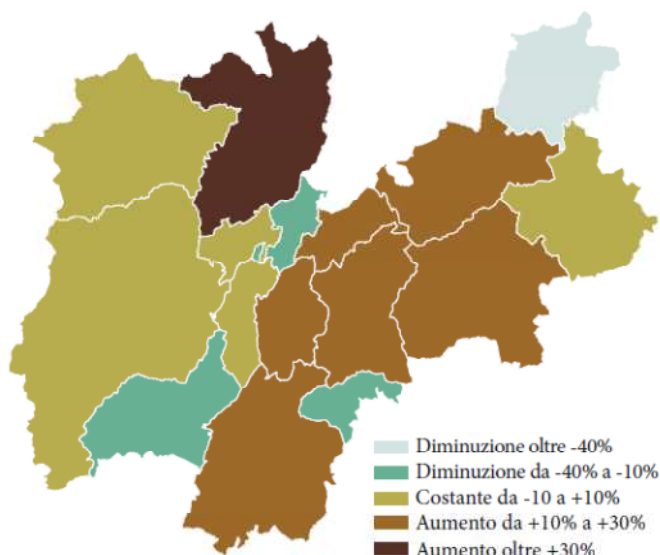 Diminuzione oltre -40%
Diminuzione da -40% a -10%
Costante da -10 a +10%
Aumento da +10% a +30%
Aumento oltre +30%